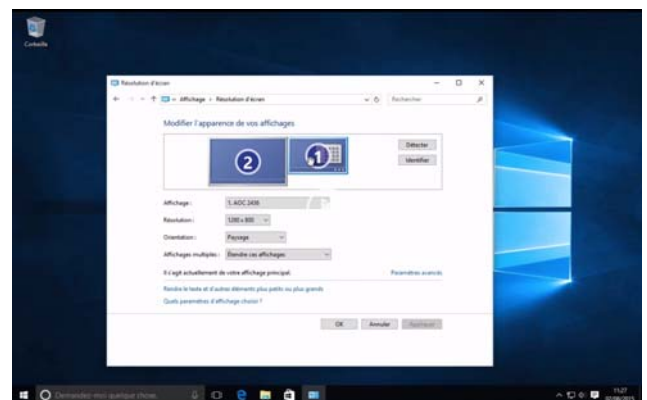 Corbeille
Résolution d'écran
Affichage › Résolution d'écran
Rechercher
Modifier l'apparence de vos affichages
2
1
Détecter
Identifier
Affichage :
1. AOC 2436
Résolution :
1280 x 800
Orientation :
Paysage
Affichages multiples :
Étendre ces affichages
Il s'agit actuellement de votre affichage principal.
Paramètres avancés
Rendre le texte et d'autres éléments plus petits ou plus grands
Quels paramètres d'affichage choisir ?
OK
Annuler
Appliquer
Demandez-moi quelque chose.
11:27
02/06/2015